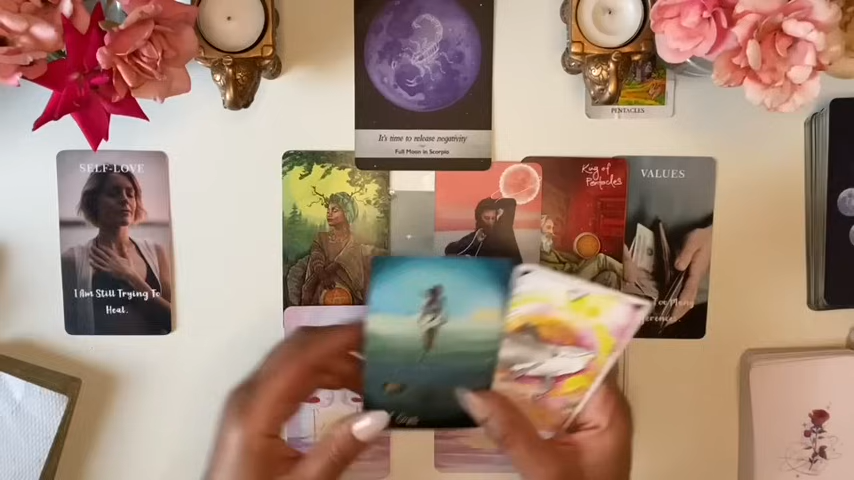 It's time to release negativity
Full Moon in Scorpio
PENTACLES
SELF-LOVE
I Am Still Trying To
Heal.
King of
Pentacles
VALUES